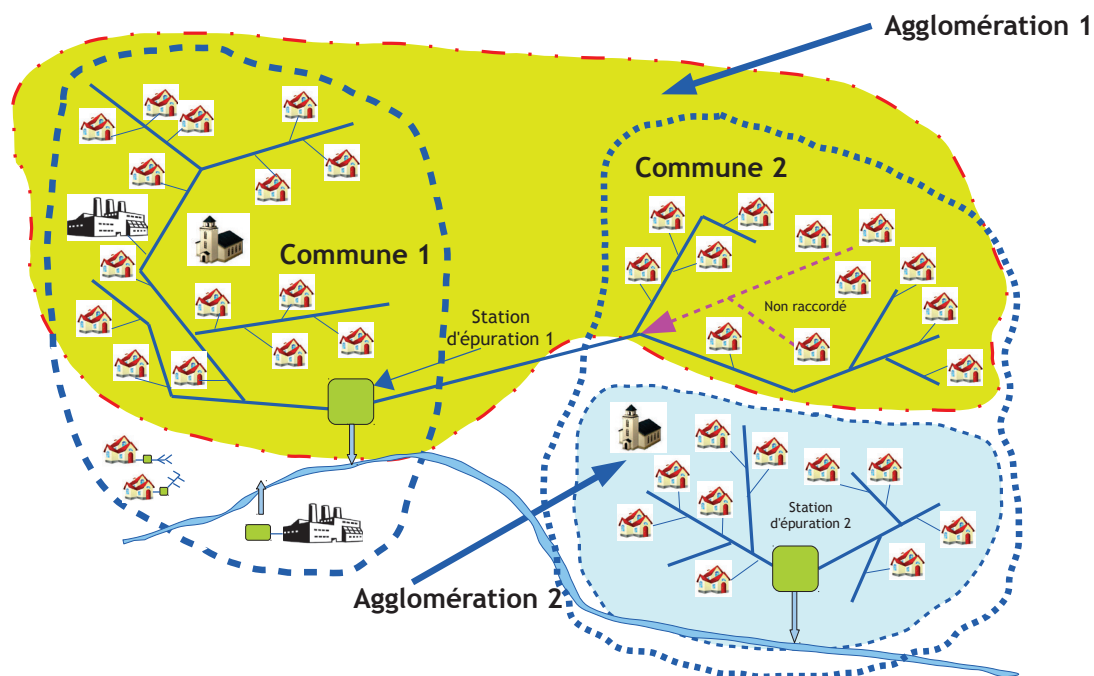 Agglomération 1
Commune 2
Commune 1
Non raccordé
Station
d'épuration 1
Station
d'épuration 2
Agglomération 2